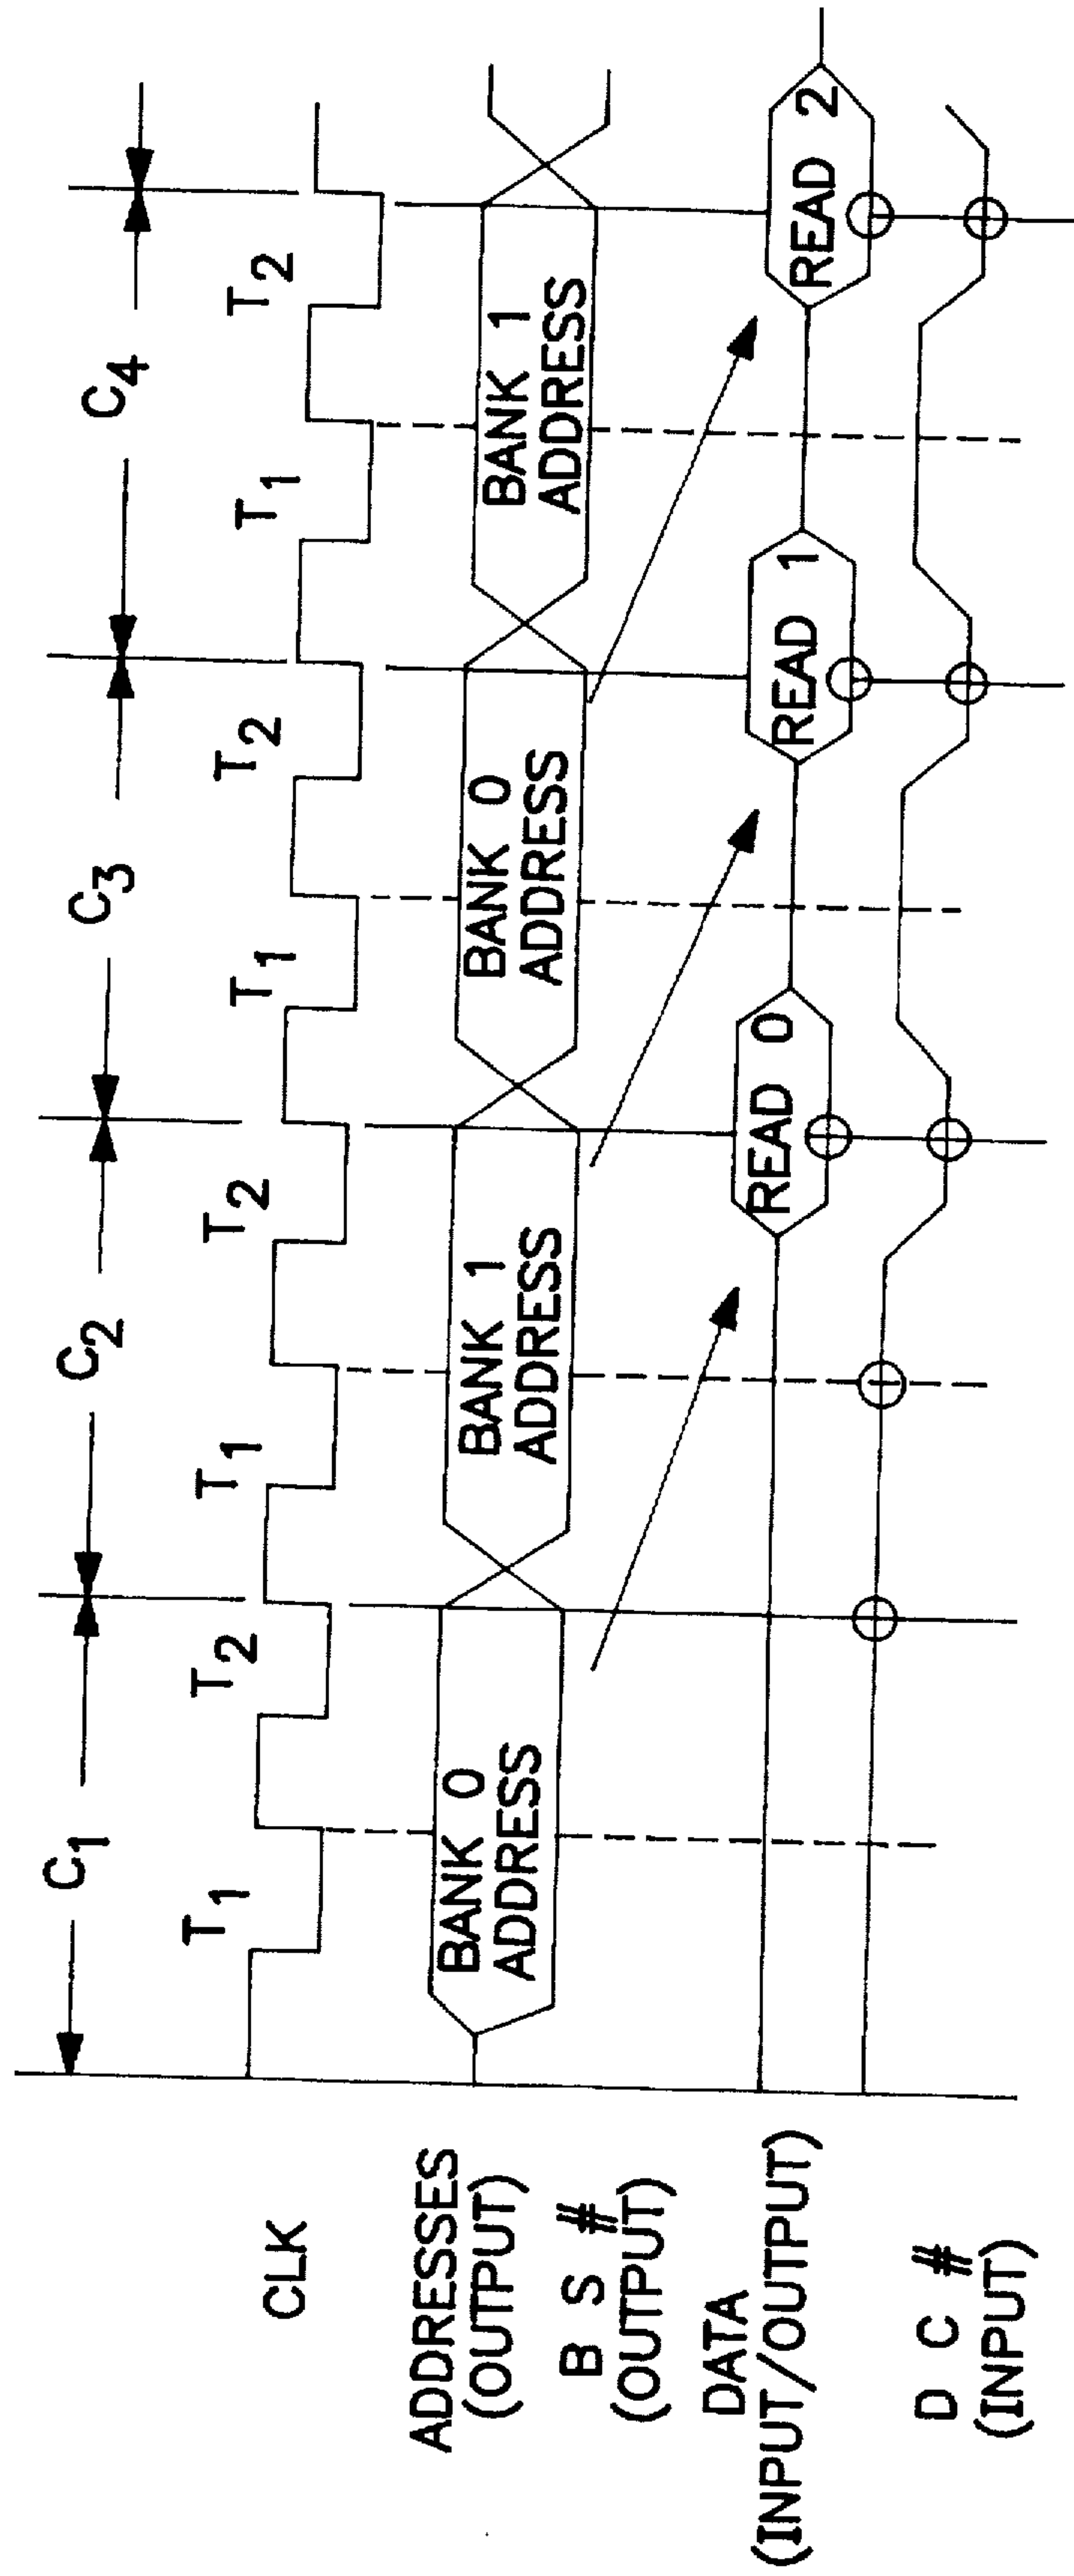 C1 C2 C3 C4
T1 T2 T1 T2 T1 T2 T1 T2
CLK
ADDRESSES
(OUTPUT)
BANK 0
ADDRESS
BANK 1
ADDRESS
BANK 0
ADDRESS
BANK 1
ADDRESS
B S #
(OUTPUT)
DATA
(INPUT/OUTPUT)
READ 0
READ 1
READ 2
D C #
(INPUT)